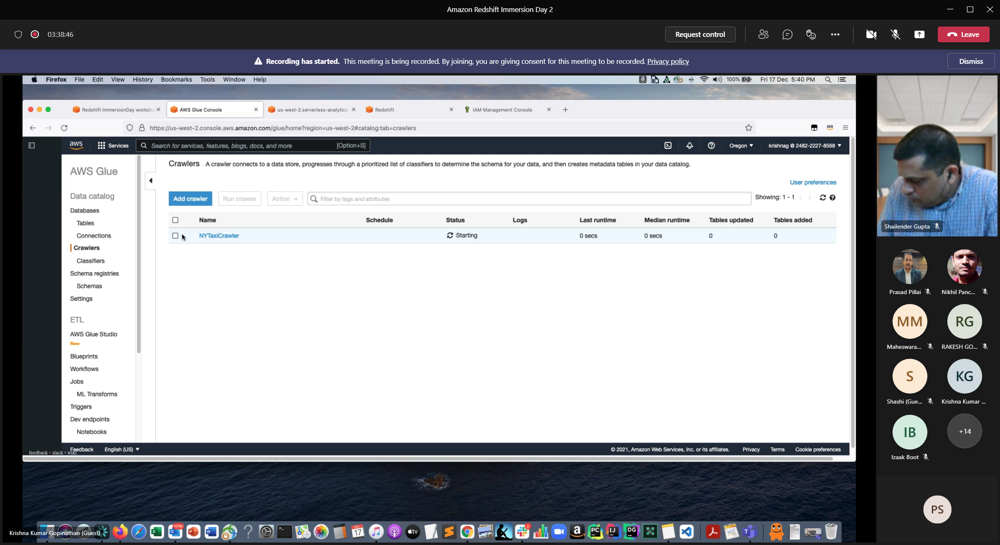 Amazon Redshift Immersion Day 2
03:38:46
Request control
Leave
Recording has started. This meeting is being recorded. By joining, you are giving consent for this meeting to be recorded. Privacy policy
Dismiss
Firefox File Edit View History Bookmarks Tools Window Help
100% Fri 17 Dec 5:40 PM
Redshift ImmersionDay worksho
AWS Glue Console
us-west-2.serverless-analytics
Redshift
IAM Management Console
https://us-west-2.console.aws.amazon.com/glue/home?region=us-west-2#catalog:tab=crawlers
aws Services
Search for services, features, blogs, docs, and more [Option+S]
Oregon
krishnag @ 2482-2227-8568
AWS Glue
Data catalog
Databases
Tables
Connections
Crawlers
Classifiers
Schema registries
Schemas
Settings
ETL
AWS Glue Studio
New
Blueprints
Workflows
Jobs
ML Transforms
Triggers
Dev endpoints
Notebooks
Crawlers A crawler connects to a data store, progresses through a prioritized list of classifiers to determine the schema for your data, and then creates metadata tables in your data catalog.
User preferences
Add crawler
Run crawler
Action
Filter by tags and attributes
Showing: 1 - 1
Name Schedule Status Logs Last runtime Median runtime Tables updated Tables added
NYTaxiCrawler Starting 0 secs 0 secs 0 0
Feedback English (US)
feedback • slack • wiki
© 2021, Amazon Web Services, Inc. or its affiliates. Privacy Terms Cookie preferences
Shailender Gupta
Prasad Pillai
Nikhil Panc...
MM
Maheswara...
RG
RAKESH GO...
S
Shashi (Gue...
KG
Krishna Kumar ...
IB
Izaak Boot
+14
PS
Krishna Kumar Gopinathan (Guest)
15740
DEC
17
tv
2
PC
IJ
DG